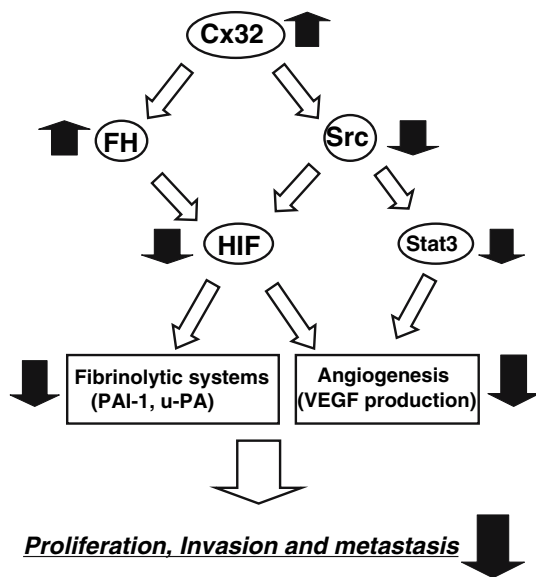 Cx32
FH
Src
HIF
Stat3
Fibrinolytic systems
(PAI-1, u-PA)
Angiogenesis
(VEGF production)
Proliferation, Invasion and metastasis